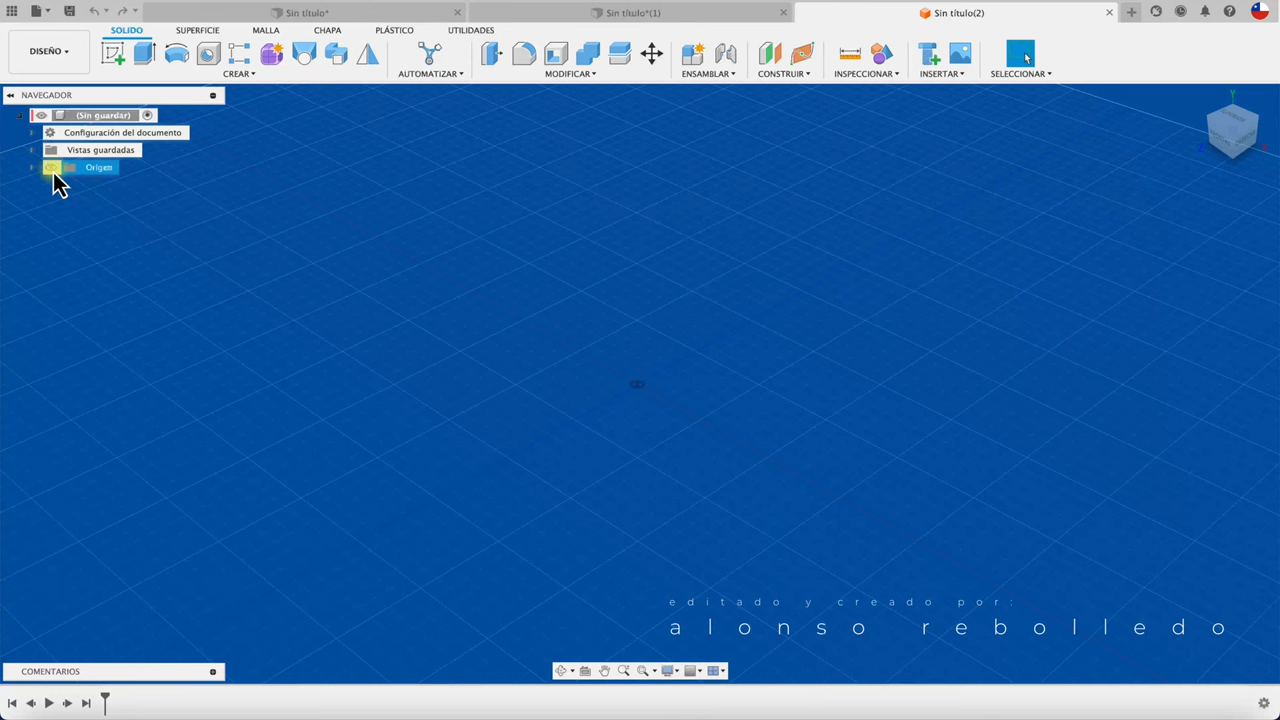 Sin título*
Sin título*(1)
Sin título(2)
DISEÑO
SOLIDO
SUPERFICIE
MALLA
CHAPA
PLÁSTICO
UTILIDADES
CREAR
AUTOMATIZAR
MODIFICAR
ENSAMBLAR
CONSTRUIR
INSPECCIONAR
INSERTAR
SELECCIONAR
NAVEGADOR
(Sin guardar)
Configuración del documento
Vistas guardadas
Origen
Y
X
Z
editado y creado por:
alonso rebolledo
COMENTARIOS